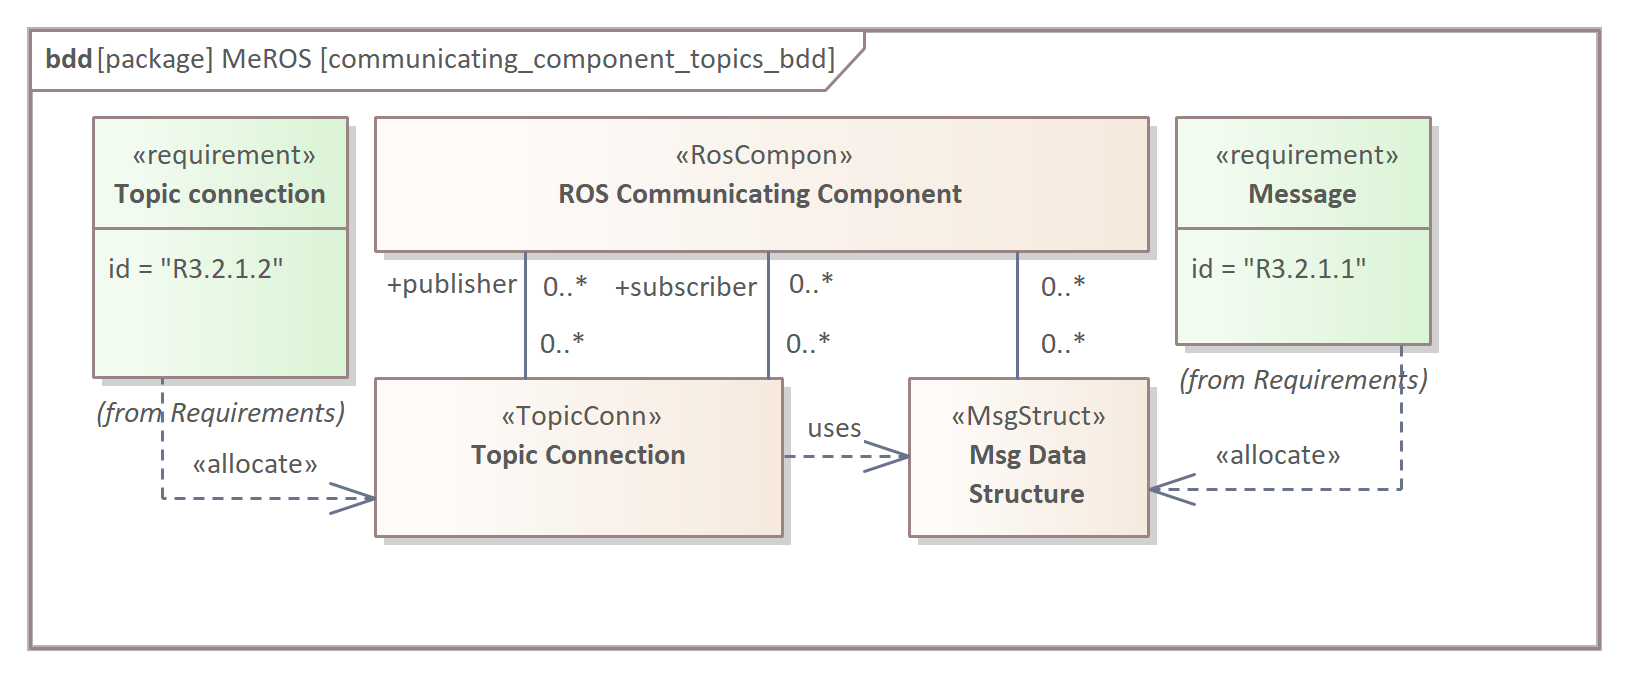 bdd [package] MeROS [communicating_component_topics_bdd]
«requirement»
Topic connection
id = "R3.2.1.2"
(from Requirements)
«RosCompon»
ROS Communicating Component
«requirement»
Message
id = "R3.2.1.1"
(from Requirements)
+publisher
0..*
+subscriber
0..*
0..*
0..*
0..*
0..*
«allocate»
«TopicConn»
Topic Connection
uses
«MsgStruct»
Msg Data
Structure
«allocate»